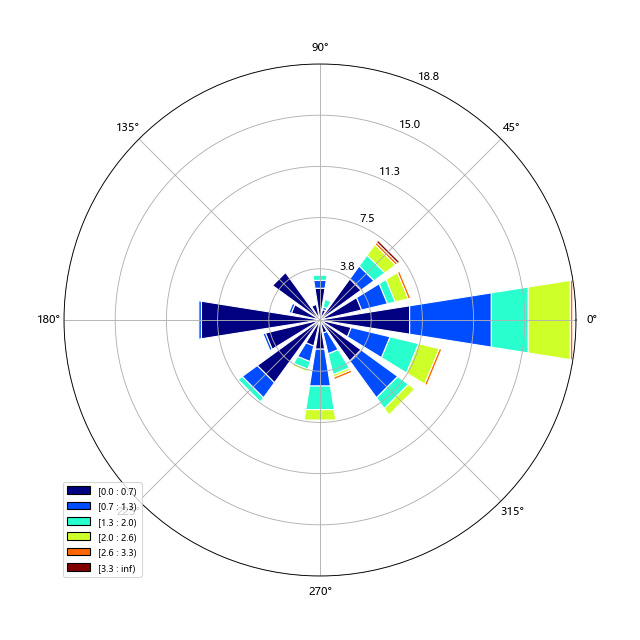 90°
18.8
135°
15.0
45°
11.3
7.5
3.8
180°
0°
[0.0 : 0.7)
[0.7 : 1.3)
225°
315°
[1.3 : 2.0)
[2.0 : 2.6)
[2.6 : 3.3)
[3.3 : inf)
270°